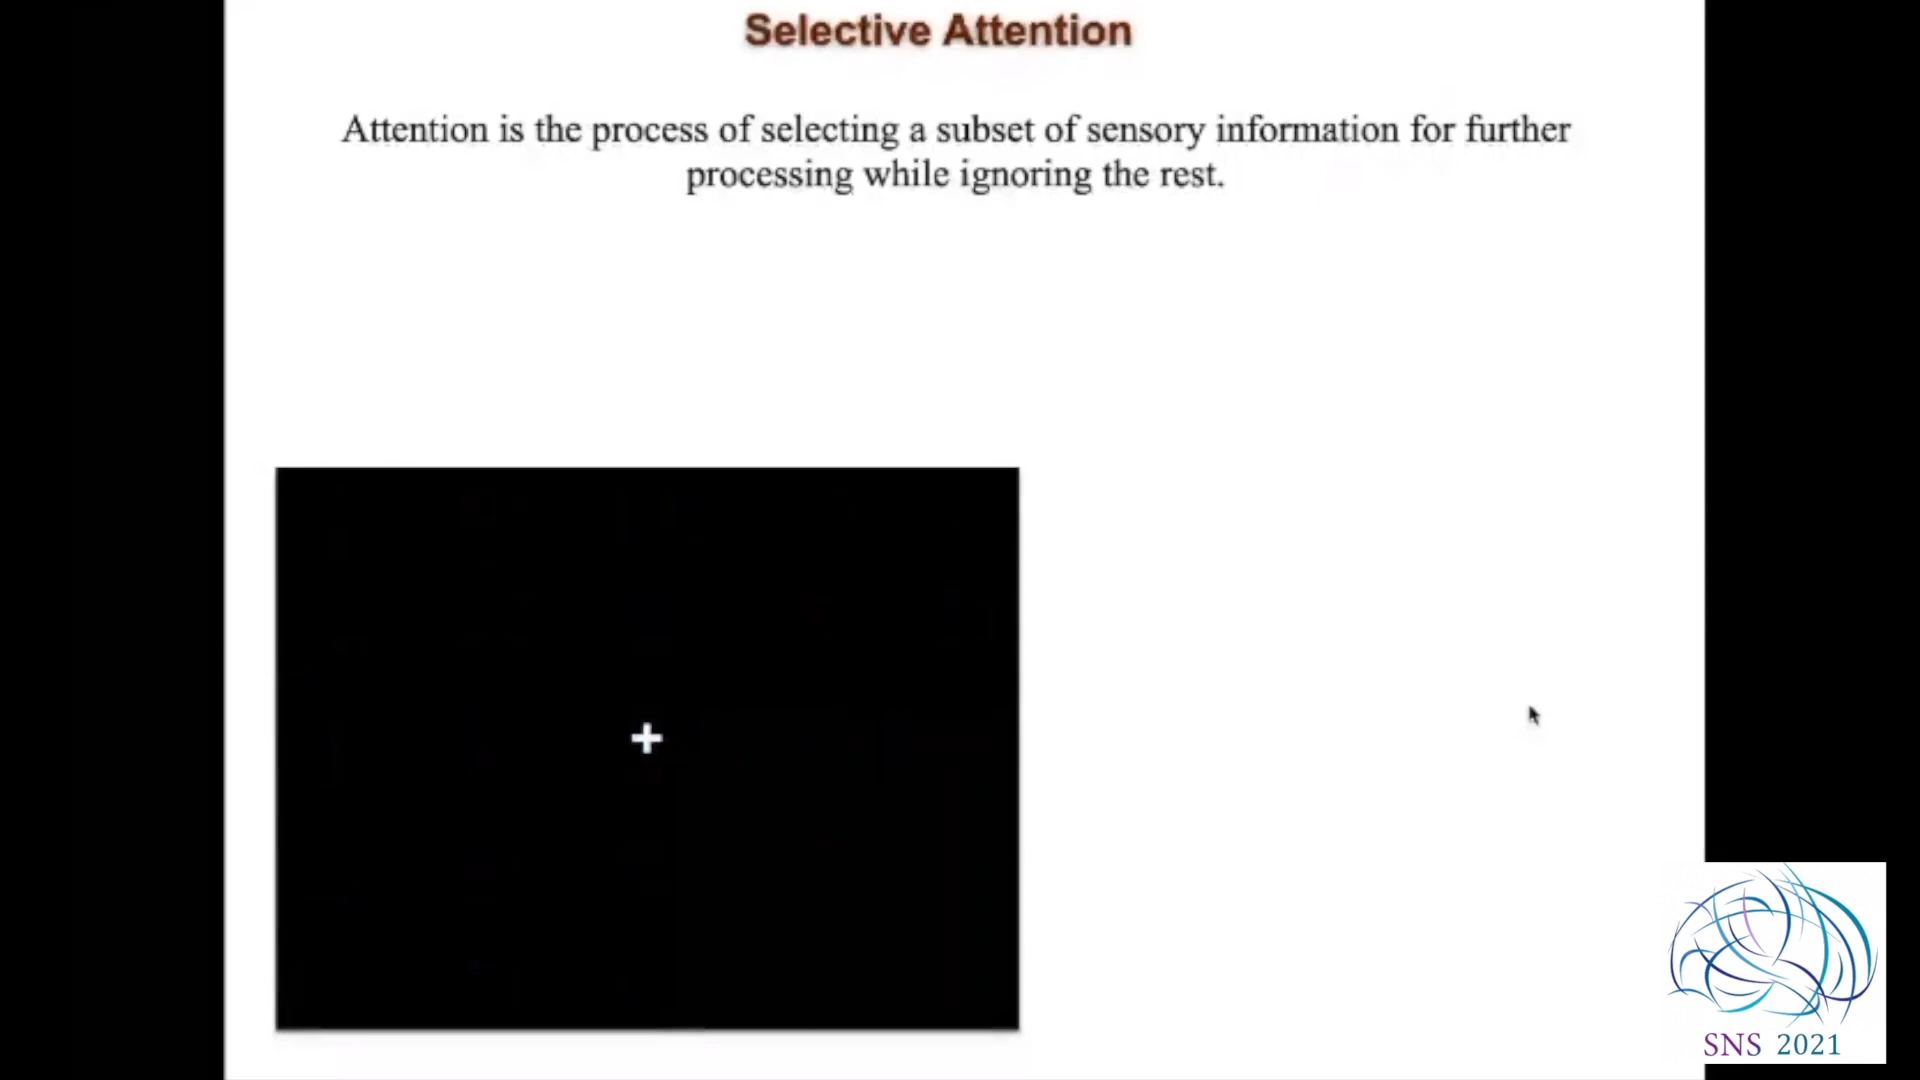 Selective Attention
Attention is the process of selecting a subset of sensory information for further
processing while ignoring the rest.
SNS 2021